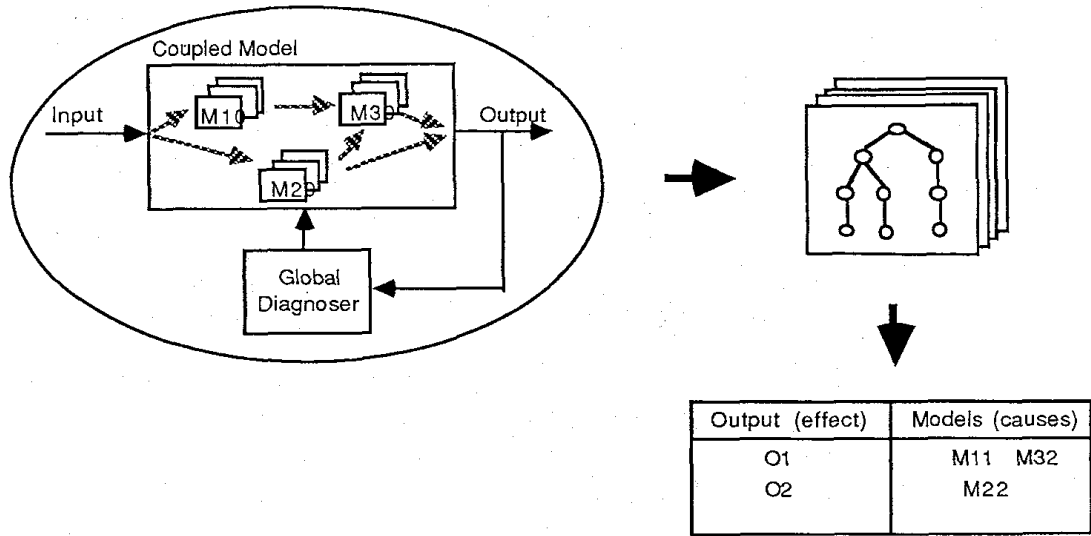 Coupled Model
Input
M10
M30
Output
M20
Global
Diagnoser
Output (effect)
Models (causes)
O1
M11 M32
O2
M22